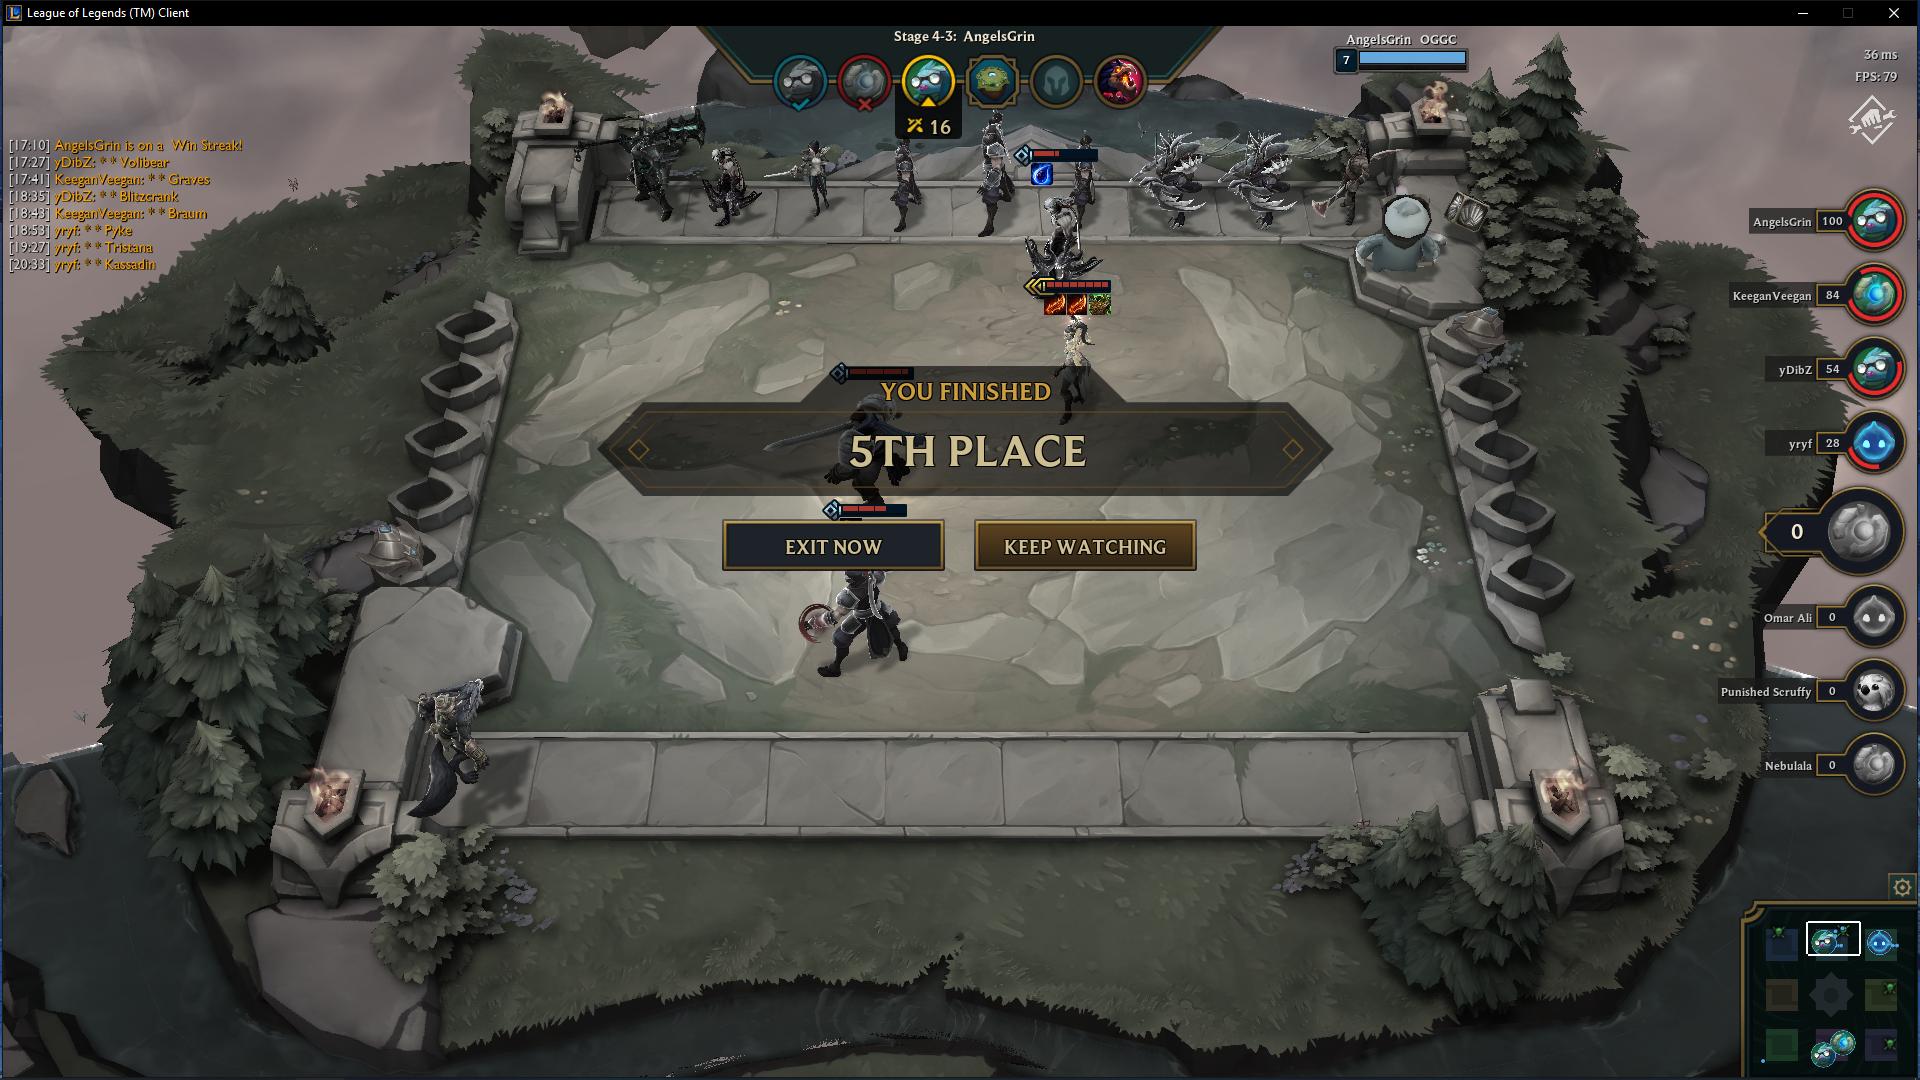 League of Legends (TM) Client
Stage 4-3: AngelsGrin
16
AngelsGrin OGGC
7
36 ms
FPS: 79
[17:10] AngelsGrin is on a Win Streak!
[17:27] yDibZ: * * Volibear
[17:41] KeeganVeegan: * * Graves
[18:35] yDibZ: * * Blitzcrank
[18:43] KeeganVeegan: * * Braum
[18:53] yryf: * * Pyke
[19:27] yryf: * * Tristana
[20:33] yryf: * * Kassadin
AngelsGrin 100
KeeganVeegan 84
yDibZ 54
yryf 28
0
Omar Ali 0
Punished Scruffy 0
Nebulala 0
YOU FINISHED
5TH PLACE
EXIT NOW
KEEP WATCHING